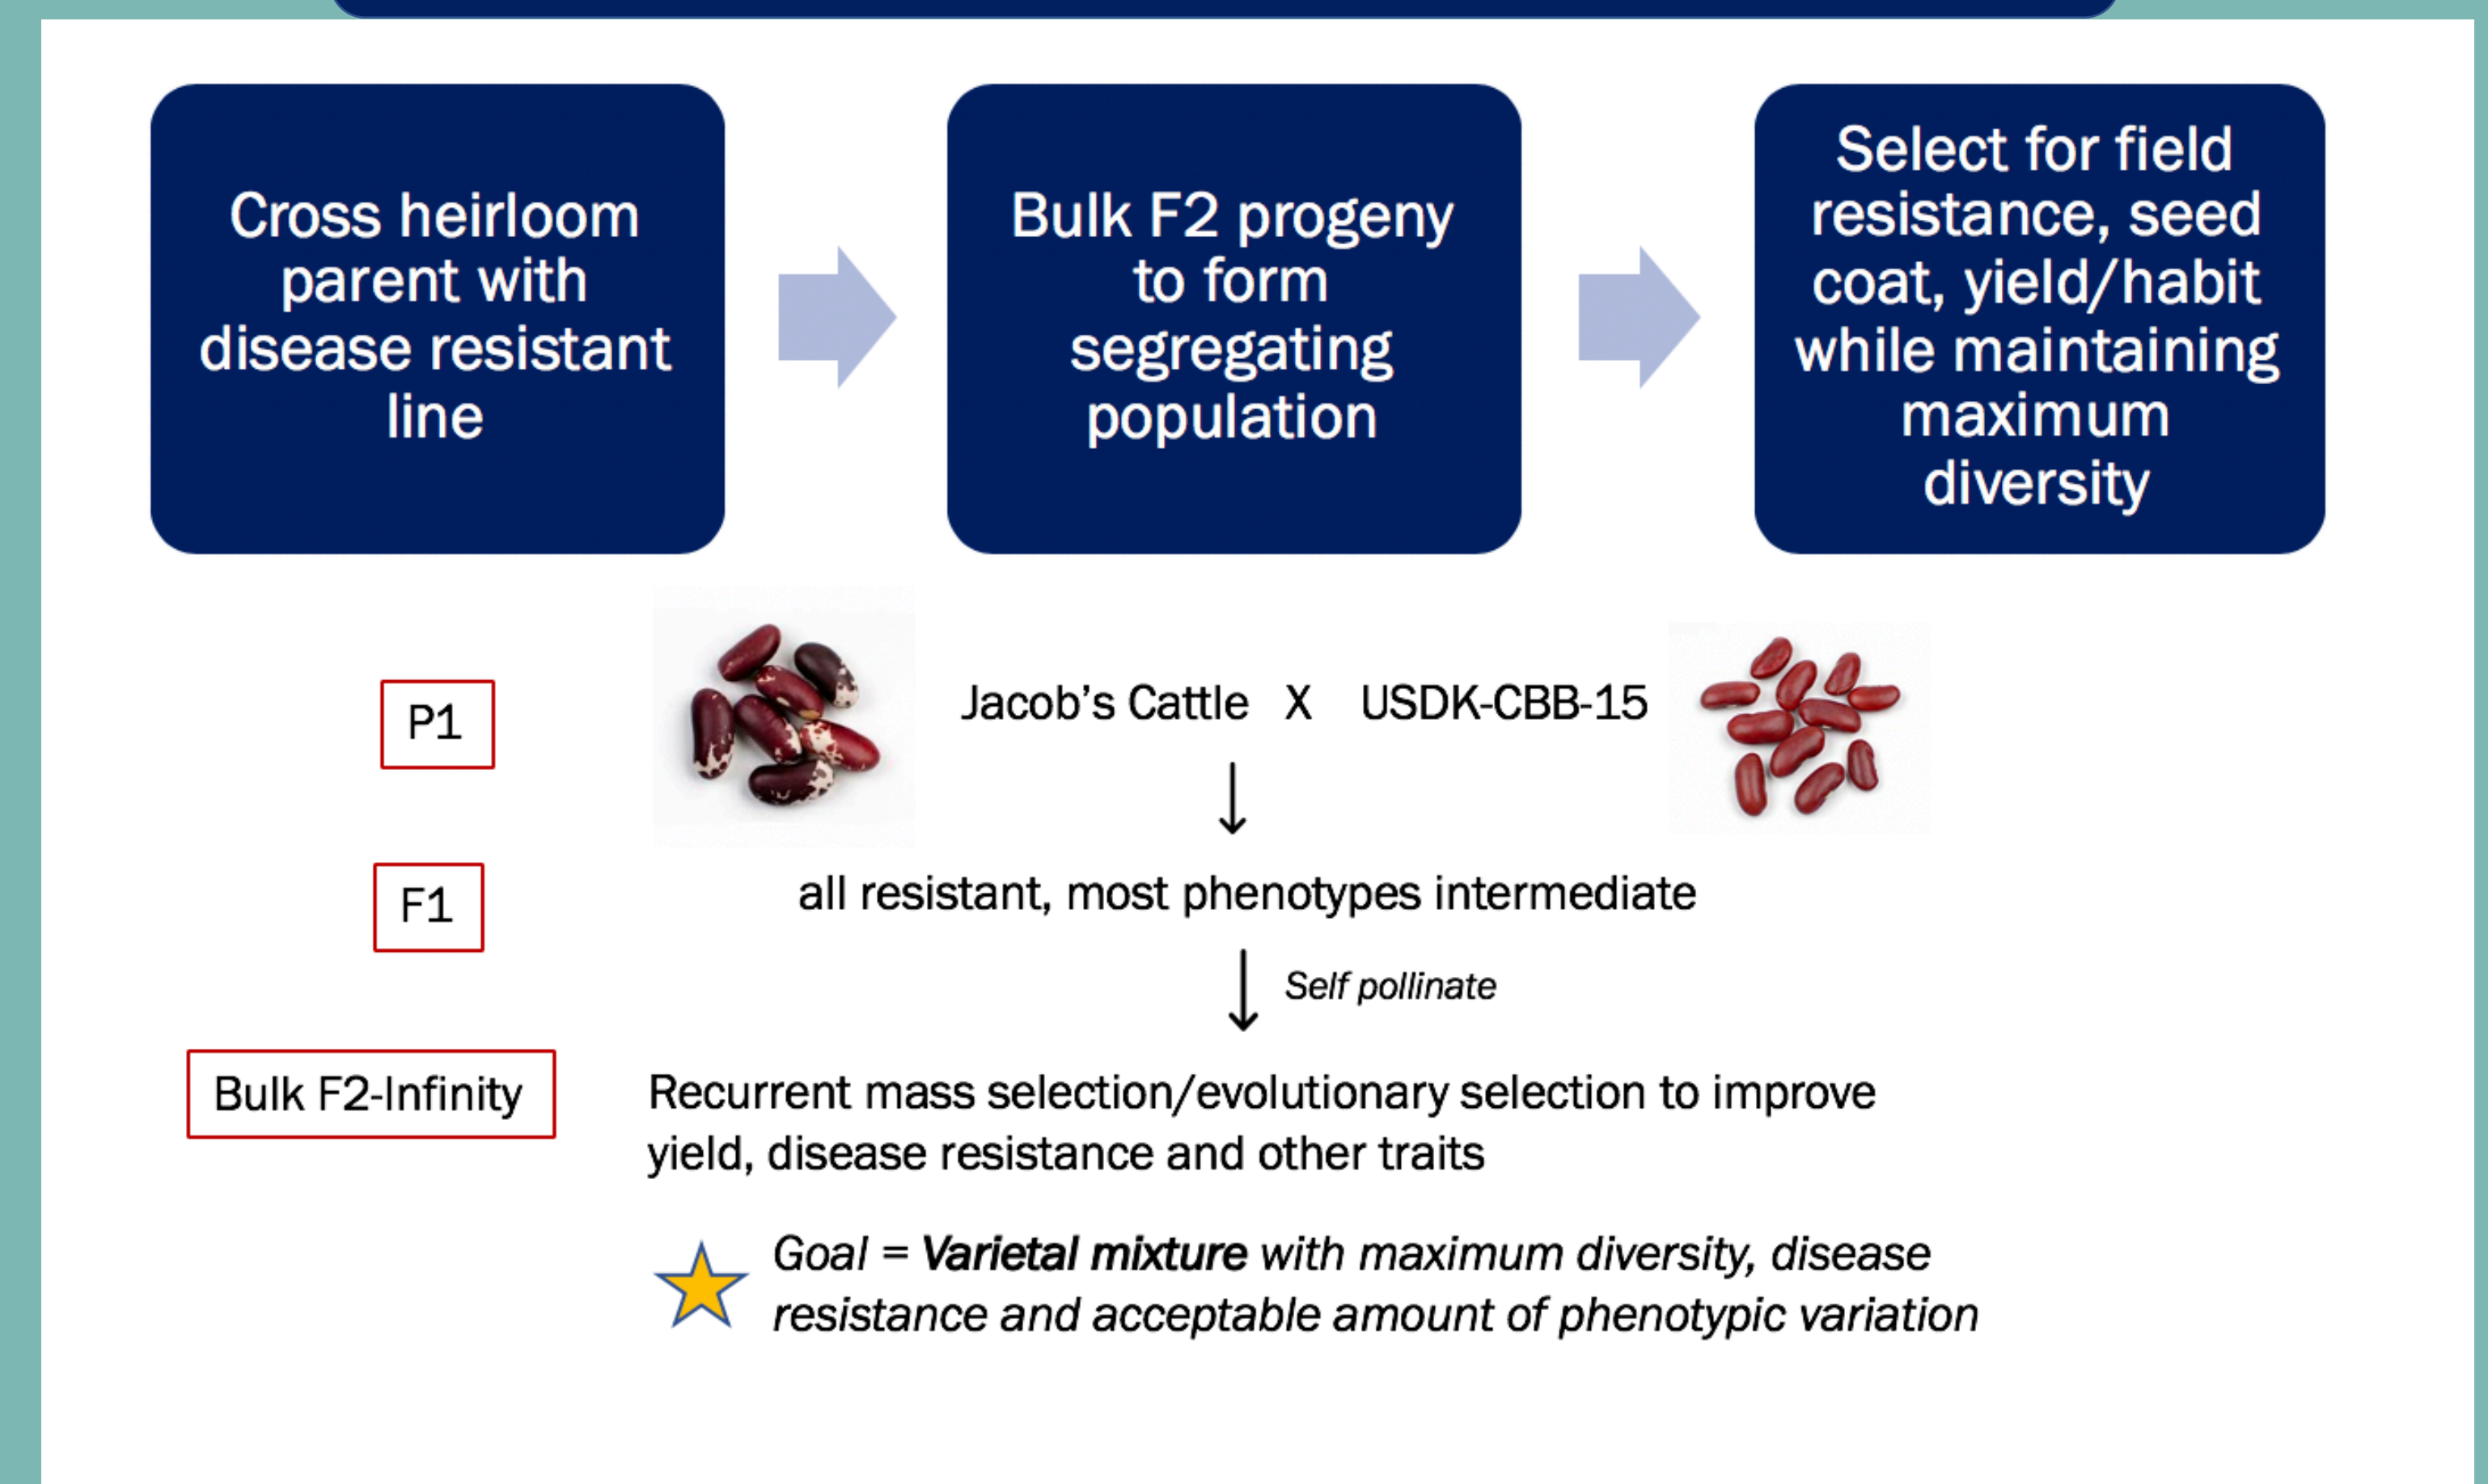 Cross heirloom
parent with
disease resistant
line
Bulk F2 progeny
to form
segregating
population
Select for field
resistance, seed
coat, yield/habit
while maintaining
maximum
diversity
P1
Jacob's Cattle X USDK-CBB-15
F1
all resistant, most phenotypes intermediate
Self pollinate
Bulk F2-Infinity
Recurrent mass selection/evolutionary selection to improve
yield, disease resistance and other traits
Goal = Varietal mixture with maximum diversity, disease
resistance and acceptable amount of phenotypic variation